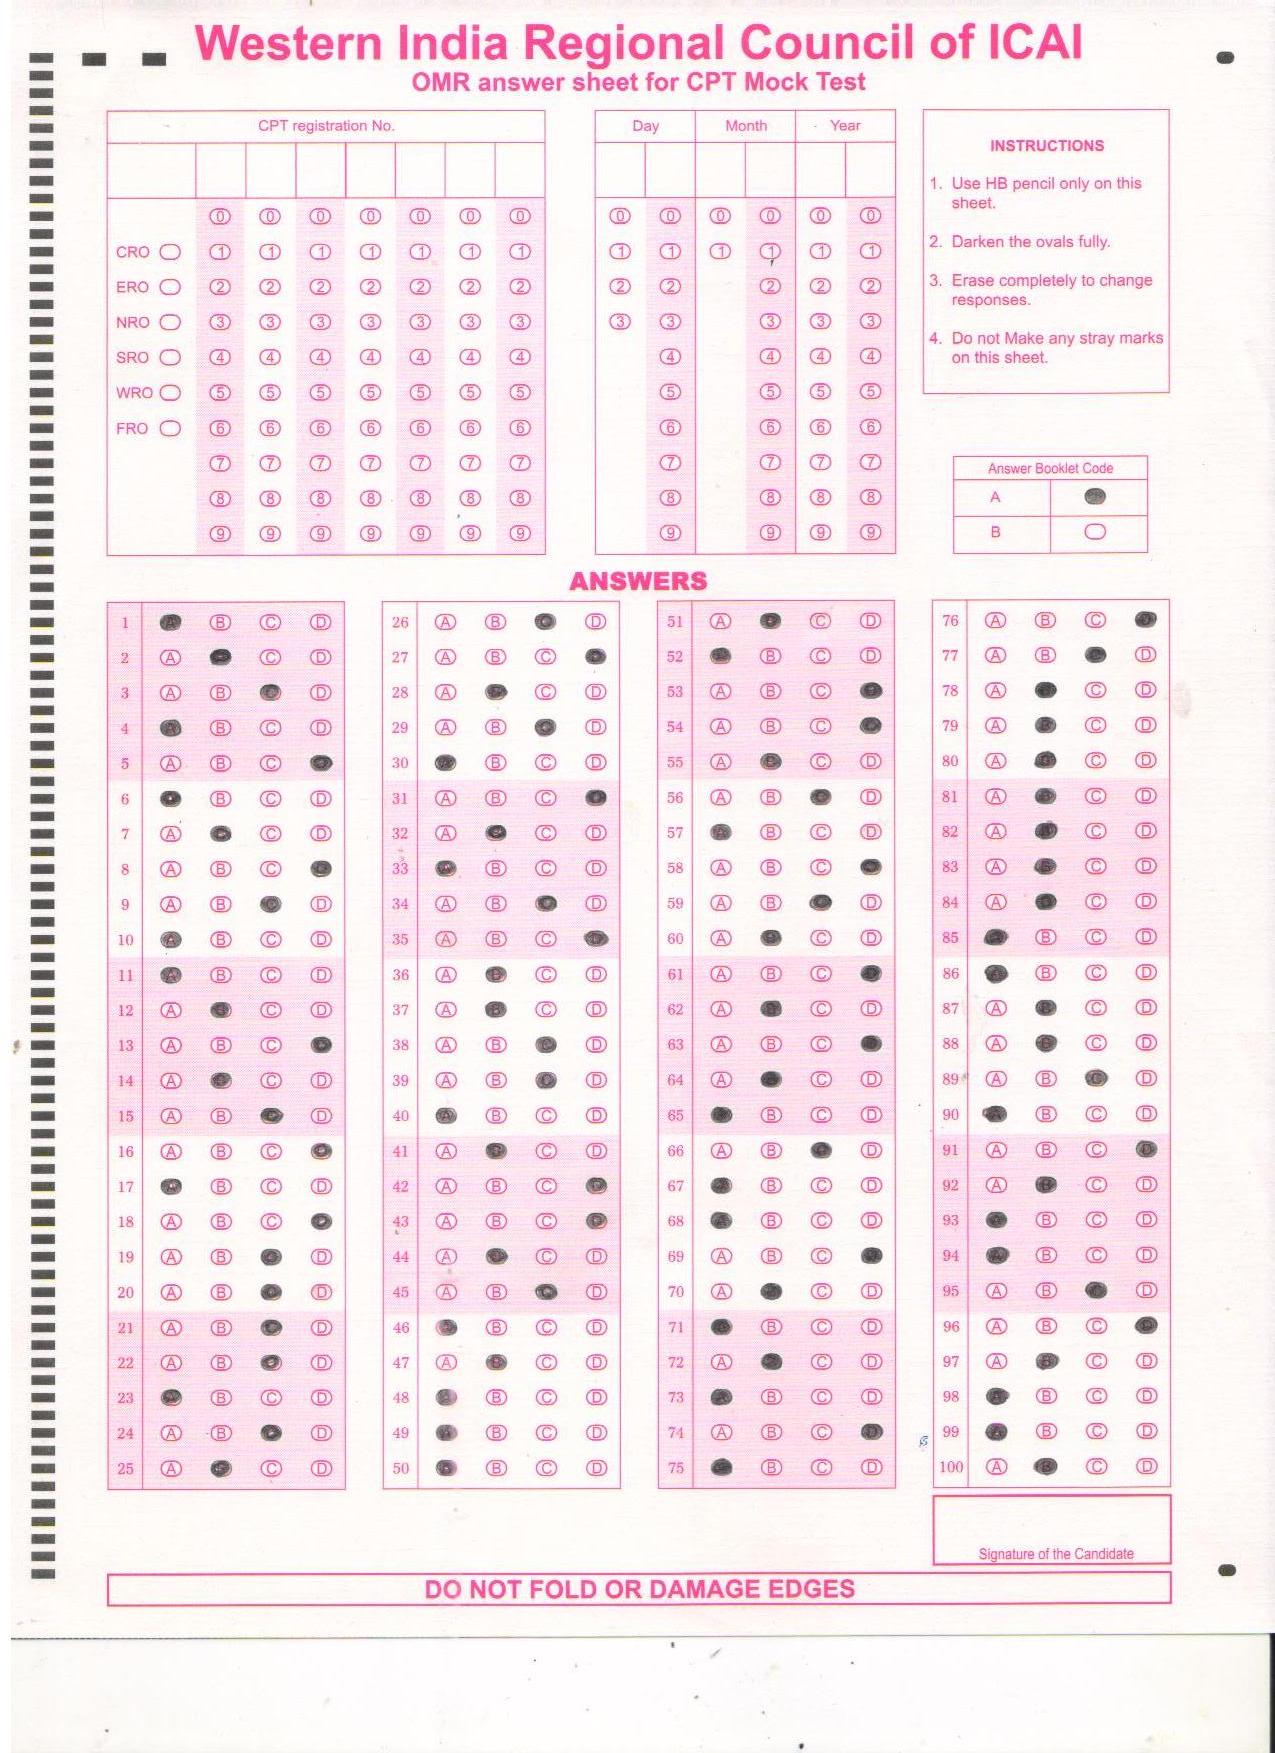 Western India Regional Council of ICAI
OMR answer sheet for CPT Mock Test
CPT registration No.
0 0 0 0 0 0 0
CRO 1 1 1 1 1 1 1
ERO 2 2 2 2 2 2 2
NRO 3 3 3 3 3 3 3
SRO 4 4 4 4 4 4 4
WRO 5 5 5 5 5 5 5
FRO 6 6 6 6 6 6 6
7 7 7 7 7 7 7
8 8 8 8 8 8 8
9 9 9 9 9 9 9
Day Month Year
0 0 0 0 0 0
1 1 1 1 1 1
2 2 2 2 2
3 3 3 3 3
4 4 4 4
5 5 5 5
6 6 6 6
7 7 7 7
8 8 8 8
9 9 9 9
INSTRUCTIONS
1. Use HB pencil only on this
sheet.
2. Darken the ovals fully.
3. Erase completely to change
responses.
4. Do not Make any stray marks
on this sheet.
Answer Booklet Code
A
B
ANSWERS
1 A B C D
2 A C D
3 A B C D
4 A B C D
5 A B C
6 B C D
7 A C D
8 A B C
9 A B C D
10 A B C D
11 A B C D
12 A C D
13 A B C
14 A C D
15 A B D
16 A B C
17 A B C D
18 A B C
19 A B D
20 A B D
21 A B D
22 A B D
23 B C D
24 A B D
25 A C D
26 A B D
27 A B C
28 A C D
29 A B D
30 B C D
31 A B C
32 A C D
33 A B C D
34 A B D
35 A B C D
36 A B C D
37 A B C D
38 A B C D
39 A B C D
40 A B C D
41 A C D
42 A B C
43 A B C
44 A C D
45 A B D
46 B C D
47 A B C D
48 A B C D
49 A B C D
50 B C D
51 A C D
52 B C D
53 A B C
54 A B C
55 A B C D
56 A B D
57 A B C D
58 A B C
59 A B D
60 A C D
61 A B C D
62 A C D
63 A B C
64 A C D
65 B C D
66 A B D
67 B C D
68 A B C D
69 A B C
70 A C D
71 B C D
72 A C D
73 B C D
74 A B C
75 B C D
76 A B C
77 A B D
78 A C D
79 A B C D
80 A C D
81 A B C D
82 A C D
83 A B C D
84 A C D
85 B C D
86 A B C D
87 A B C D
88 A B C D
89 A B C D
90 A B C D
91 A B C D
92 A B C D
93 A B C D
94 A B C D
95 A B D
96 A B C
97 A B C D
98 A B C D
99 A B C D
100 A B C D
Signature of the Candidate
DO NOT FOLD OR DAMAGE EDGES